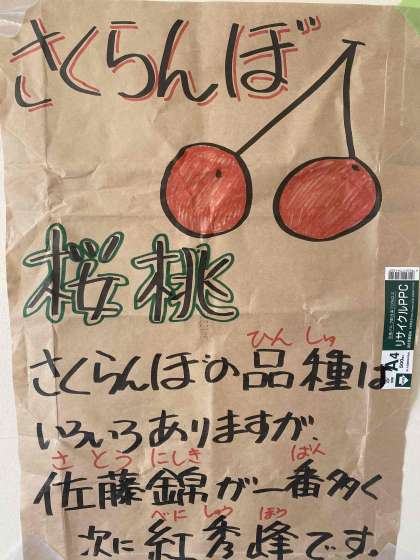 さくらんぼ
桜桃
さくらんぼの品種は
ひんしゅ
いろいろありますが、
さとうにしき
ばん
佐藤錦が一番多く
べにしゅうほう
次に紅秀峰です
リサイクルPPC
A4